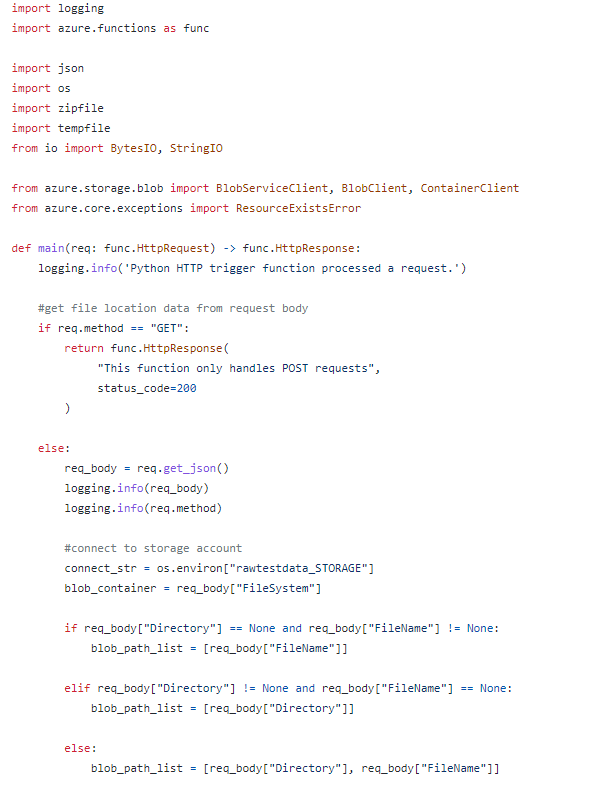 import logging
import azure.functions as func
import json
import os
import zipfile
import tempfile
from io import BytesIO, StringIO
from azure.storage.blob import BlobServiceClient, BlobClient, ContainerClient
from azure.core.exceptions import ResourceExistsError
def main(req: func.HttpRequest) -> func.HttpResponse:
    logging.info('Python HTTP trigger function processed a request.')
    #get file location data from request body
    if req.method == "GET":
        return func.HttpResponse(
             "This function only handles POST requests",
             status_code=200
        )
    else:
        req_body = req.get_json()
        logging.info(req_body)
        logging.info(req.method)
        #connect to storage account
        connect_str = os.environ["rawtestdata_STORAGE"]
        blob_container = req_body["FileSystem"]
        if req_body["Directory"] == None and req_body["FileName"] != None:
            blob_path_list = [req_body["FileName"]]
        elif req_body["Directory"] != None and req_body["FileName"] == None:
            blob_path_list = [req_body["Directory"]]
        else:
            blob_path_list = [req_body["Directory"], req_body["FileName"]]